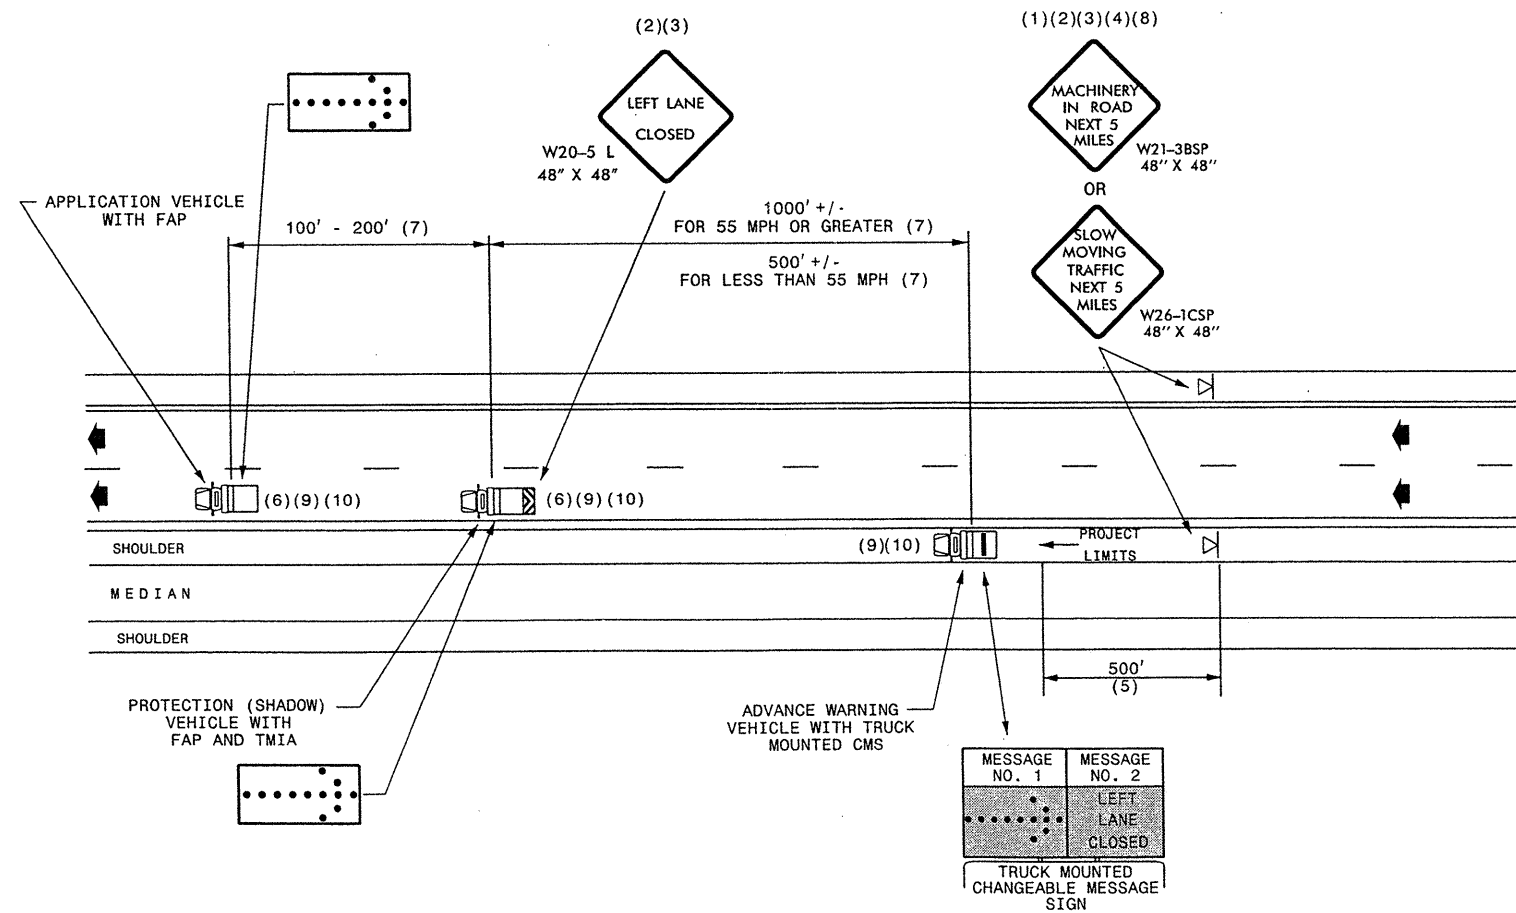 (2)(3)
(1)(2)(3)(4)(8)
LEFT LANE
CLOSED
W20-5 L
48" X 48"
MACHINERY
IN ROAD
NEXT 5
MILES
W21-3BSP
48" X 48"
OR
SLOW
MOVING
TRAFFIC
NEXT 5
MILES
W26-1CSP
48" X 48"
APPLICATION VEHICLE
WITH FAP
100' - 200' (7)
1000' +/-
FOR 55 MPH OR GREATER (7)
500' +/-
FOR LESS THAN 55 MPH (7)
(6)(9)(10)
(6)(9)(10)
(9)(10)
PROJECT
LIMITS
SHOULDER
MEDIAN
SHOULDER
500'
(5)
PROTECTION (SHADOW)
VEHICLE WITH
FAP AND TMIA
ADVANCE WARNING
VEHICLE WITH TRUCK
MOUNTED CMS
MESSAGE
NO. 1
MESSAGE
NO. 2
LEFT
LANE
CLOSED
TRUCK MOUNTED
CHANGEABLE MESSAGE
SIGN